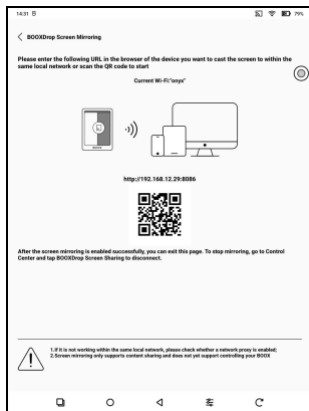 14:31
79%
BOOXDrop Screen Mirroring
Please enter the following URL in the browser of the device you want to cast the screen to within the
same local network or scan the QR code to start
Current Wi-Fi:"onyx"
http://192.168.12.29:8086
After the screen mirroring is enabled successfully, you can exit this page. To stop mirroring, go to Control
Center and tap BOOXDrop Screen Sharing to disconnect.
1.If it is not working within the same local network, please check whether a network proxy is enabled;
2.Screen mirroring only supports content sharing and does not yet support controlling your BOOX